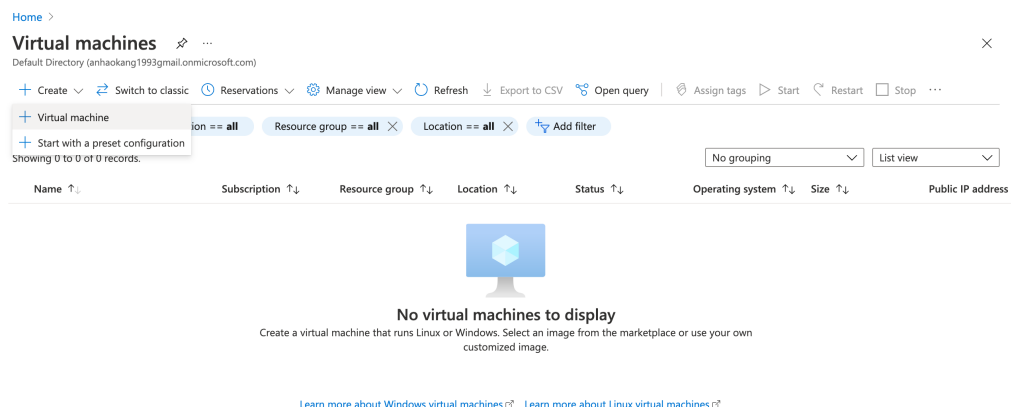 Home >
Virtual machines ...
Default Directory (anhaokang1993gmail.onmicrosoft.com)
Create Switch to classic Reservations Manage view Refresh Export to CSV Open query Assign tags Start Restart Stop ...
Virtual machine
ion == all Resource group == all Location == all Add filter
Start with a preset configuration
Showing 0 to 0 of 0 records.
No grouping List view
Name Subscription Resource group Location Status Operating system Size Public IP address
No virtual machines to display
Create a virtual machine that runs Linux or Windows. Select an image from the marketplace or use your own
customized image.
Learn more about Windows virtual machines Learn more about Linux virtual machines